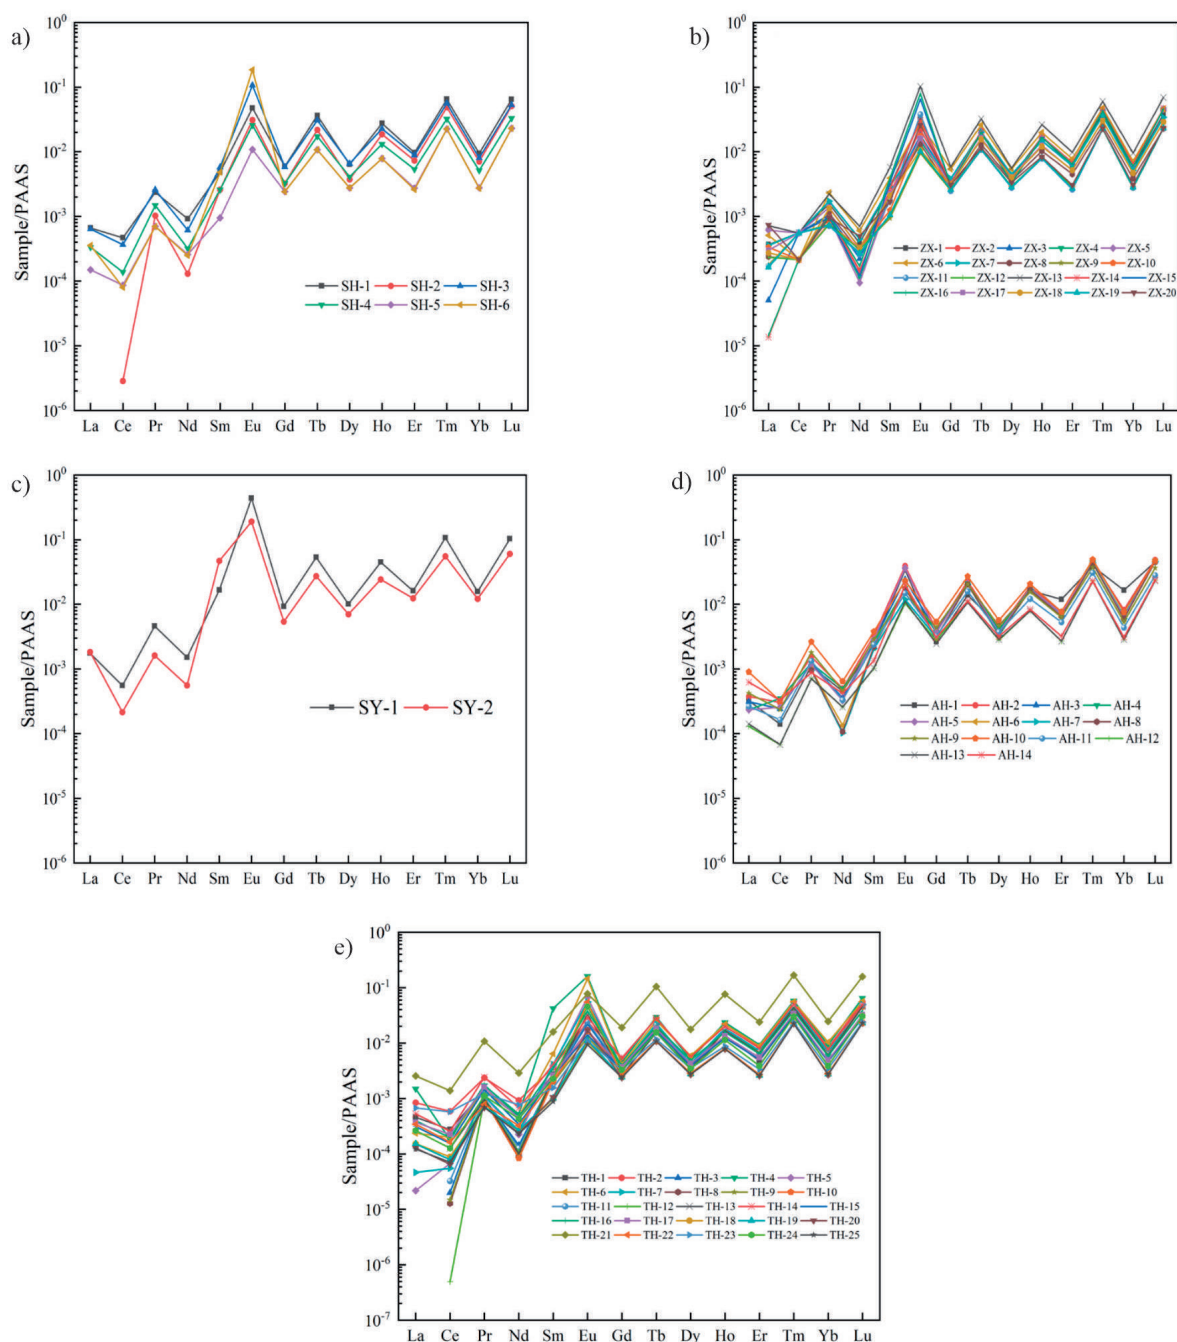 a)
Sample/PAAS
10⁰
10⁻¹
10⁻²
10⁻³
10⁻⁴
10⁻⁵
10⁻⁶
SH-1 SH-2 SH-3
SH-4 SH-5 SH-6
La Ce Pr Nd Sm Eu Gd Tb Dy Ho Er Tm Yb Lu
b)
Sample/PAAS
10⁰
10⁻¹
10⁻²
10⁻³
10⁻⁴
10⁻⁵
10⁻⁶
ZX-1 ZX-2 ZX-3 ZX-4 ZX-5
ZX-6 ZX-7 ZX-8 ZX-9 ZX-10
ZX-11 ZX-12 ZX-13 ZX-14 ZX-15
ZX-16 ZX-17 ZX-18 ZX-19 ZX-20
La Ce Pr Nd Sm Eu Gd Tb Dy Ho Er Tm Yb Lu
c)
Sample/PAAS
10⁰
10⁻¹
10⁻²
10⁻³
10⁻⁴
10⁻⁵
10⁻⁶
SY-1 SY-2
La Ce Pr Nd Sm Eu Gd Tb Dy Ho Er Tm Yb Lu
d)
Sample/PAAS
10⁰
10⁻¹
10⁻²
10⁻³
10⁻⁴
10⁻⁵
10⁻⁶
AH-1 AH-2 AH-3 AH-4
AH-5 AH-6 AH-7 AH-8
AH-9 AH-10 AH-11 AH-12
AH-13 AH-14
La Ce Pr Nd Sm Eu Gd Tb Dy Ho Er Tm Yb Lu
e)
Sample/PAAS
10⁰
10⁻¹
10⁻²
10⁻³
10⁻⁴
10⁻⁵
10⁻⁶
10⁻⁷
TH-1 TH-2 TH-3 TH-4 TH-5
TH-6 TH-7 TH-8 TH-9 TH-10
TH-11 TH-12 TH-13 TH-14 TH-15
TH-16 TH-17 TH-18 TH-19 TH-20
TH-21 TH-22 TH-23 TH-24 TH-25
La Ce Pr Nd Sm Eu Gd Tb Dy Ho Er Tm Yb Lu